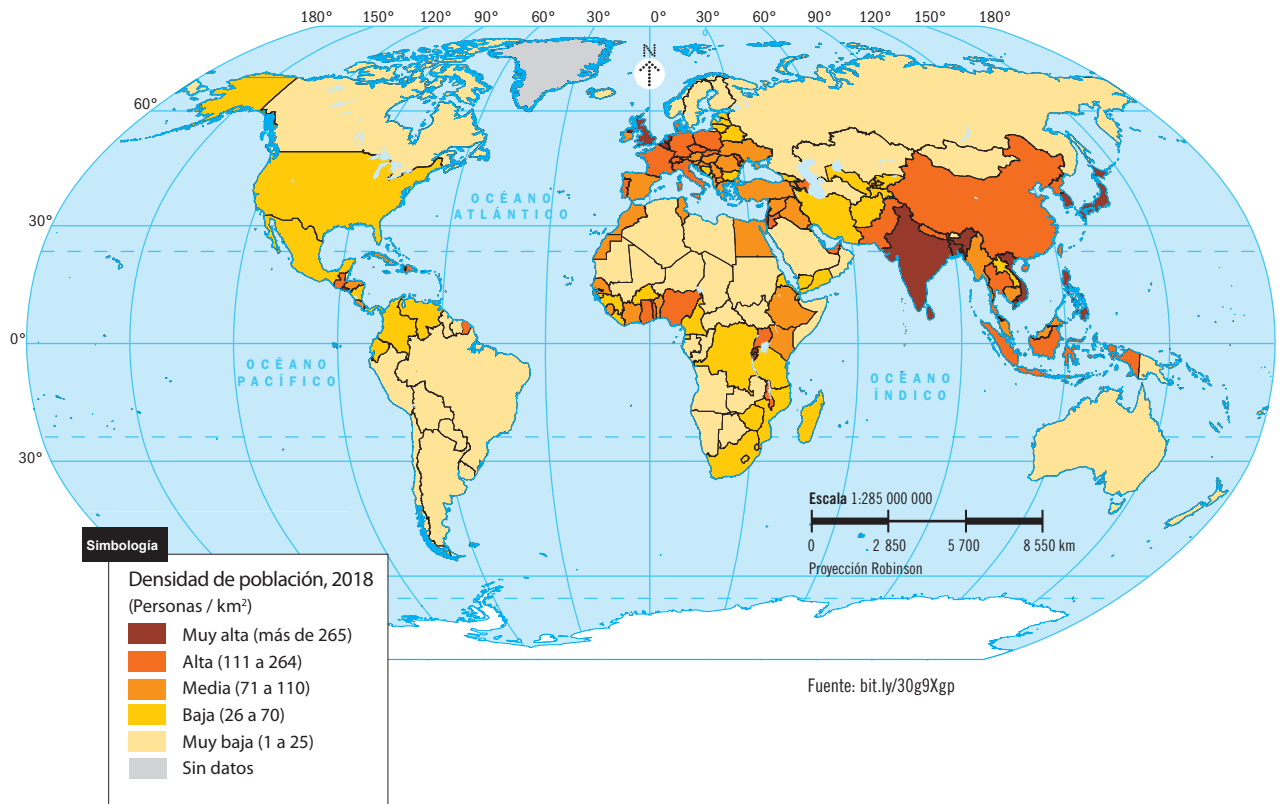 180° 150° 120° 90° 60° 30° 0° 30° 60° 90° 120° 150° 180°
N
60°
30°
0°
30°
OCÉANO
ATLÁNTICO
OCÉANO
PACÍFICO
OCÉANO
ÍNDICO
Escala 1:285 000 000
0 2 850 5 700 8 550 km
Proyección Robinson
Simbología
Densidad de población, 2018
(Personas / km²)
Muy alta (más de 265)
Alta (111 a 264)
Media (71 a 110)
Baja (26 a 70)
Muy baja (1 a 25)
Sin datos
Fuente: bit.ly/30g9Xgp